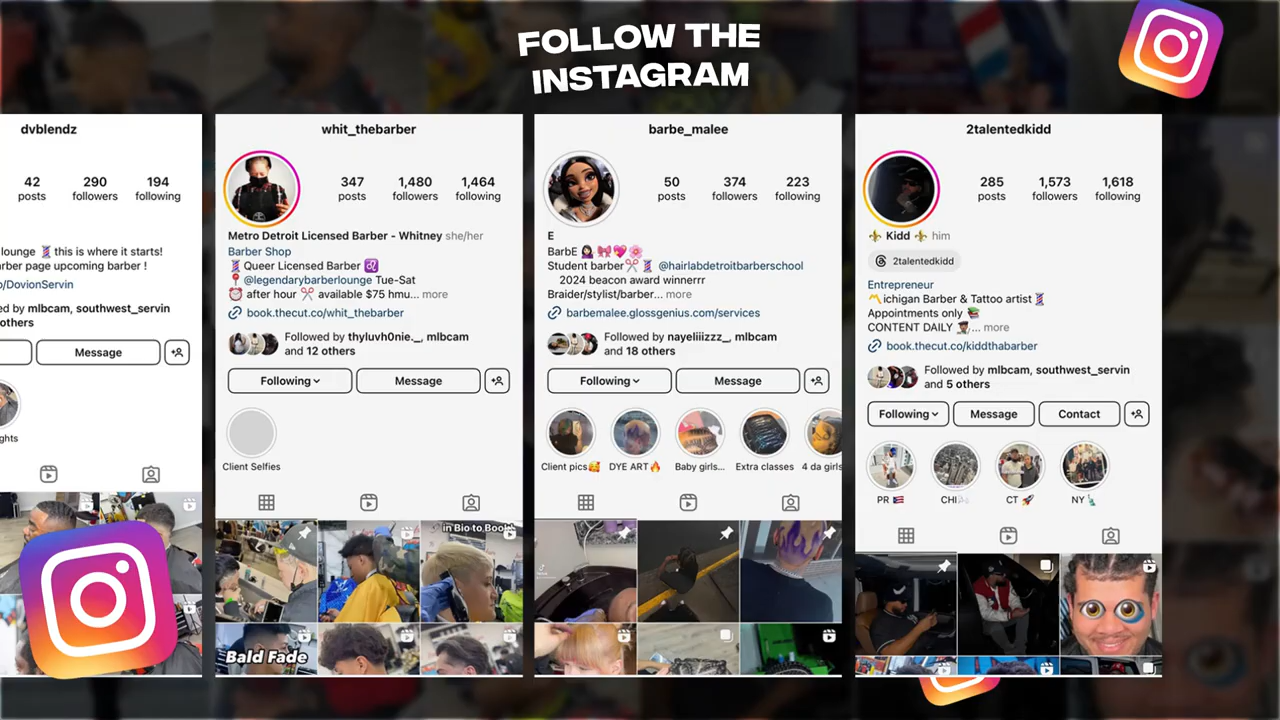 FOLLOW THE
INSTAGRAM
dvblendz
42 290 194
posts followers following
lounge 💈this is where it starts!
rber page upcoming barber !
o/DovionServin
ed by mlbcam, southwest_servin
others
Message
ghts
whit_thebarber
347 1,480 1,464
posts followers following
Metro Detroit Licensed Barber - Whitney she/her
Barber Shop
💈Queer Licensed Barber ♌
📍@legendarybarberlounge Tue-Sat
⏰ after hour ✂️ available $75 hmu... more
book.thecut.co/whit_thebarber
Followed by thyluvh0nie._, mlbcam
and 12 others
Following Message
Client Selfies
in Bio to Book
Bald Fade
barbe_malee
50 374 223
posts followers following
E
BarbE 💇🏻‍♀️🎀💖🌸
Student barber✂️💈 @hairlabdetroitbarberschool
2024 beacon award winnerrr
Braider/stylist/barber... more
barbemalee.glossgenius.com/services
Followed by nayeliiizzz_, mlbcam
and 18 others
Following Message
Client pics🥰 DYE ART🔥 Baby girls... Extra classes 4 da girls
2talentedkidd
285 1,573 1,618
posts followers following
⚜️ Kidd ⚜️ him
2talentedkidd
Entrepreneur
〽️ichigan Barber & Tattoo artist 💈
Appointments only 📚
CONTENT DAILY 💇🏽‍♂️... more
book.thecut.co/kiddthabarber
Followed by mlbcam, southwest_servin
and 5 others
Following Message Contact
PR 🇵🇷 CHI🌬️ CT 🚀 NY🗽